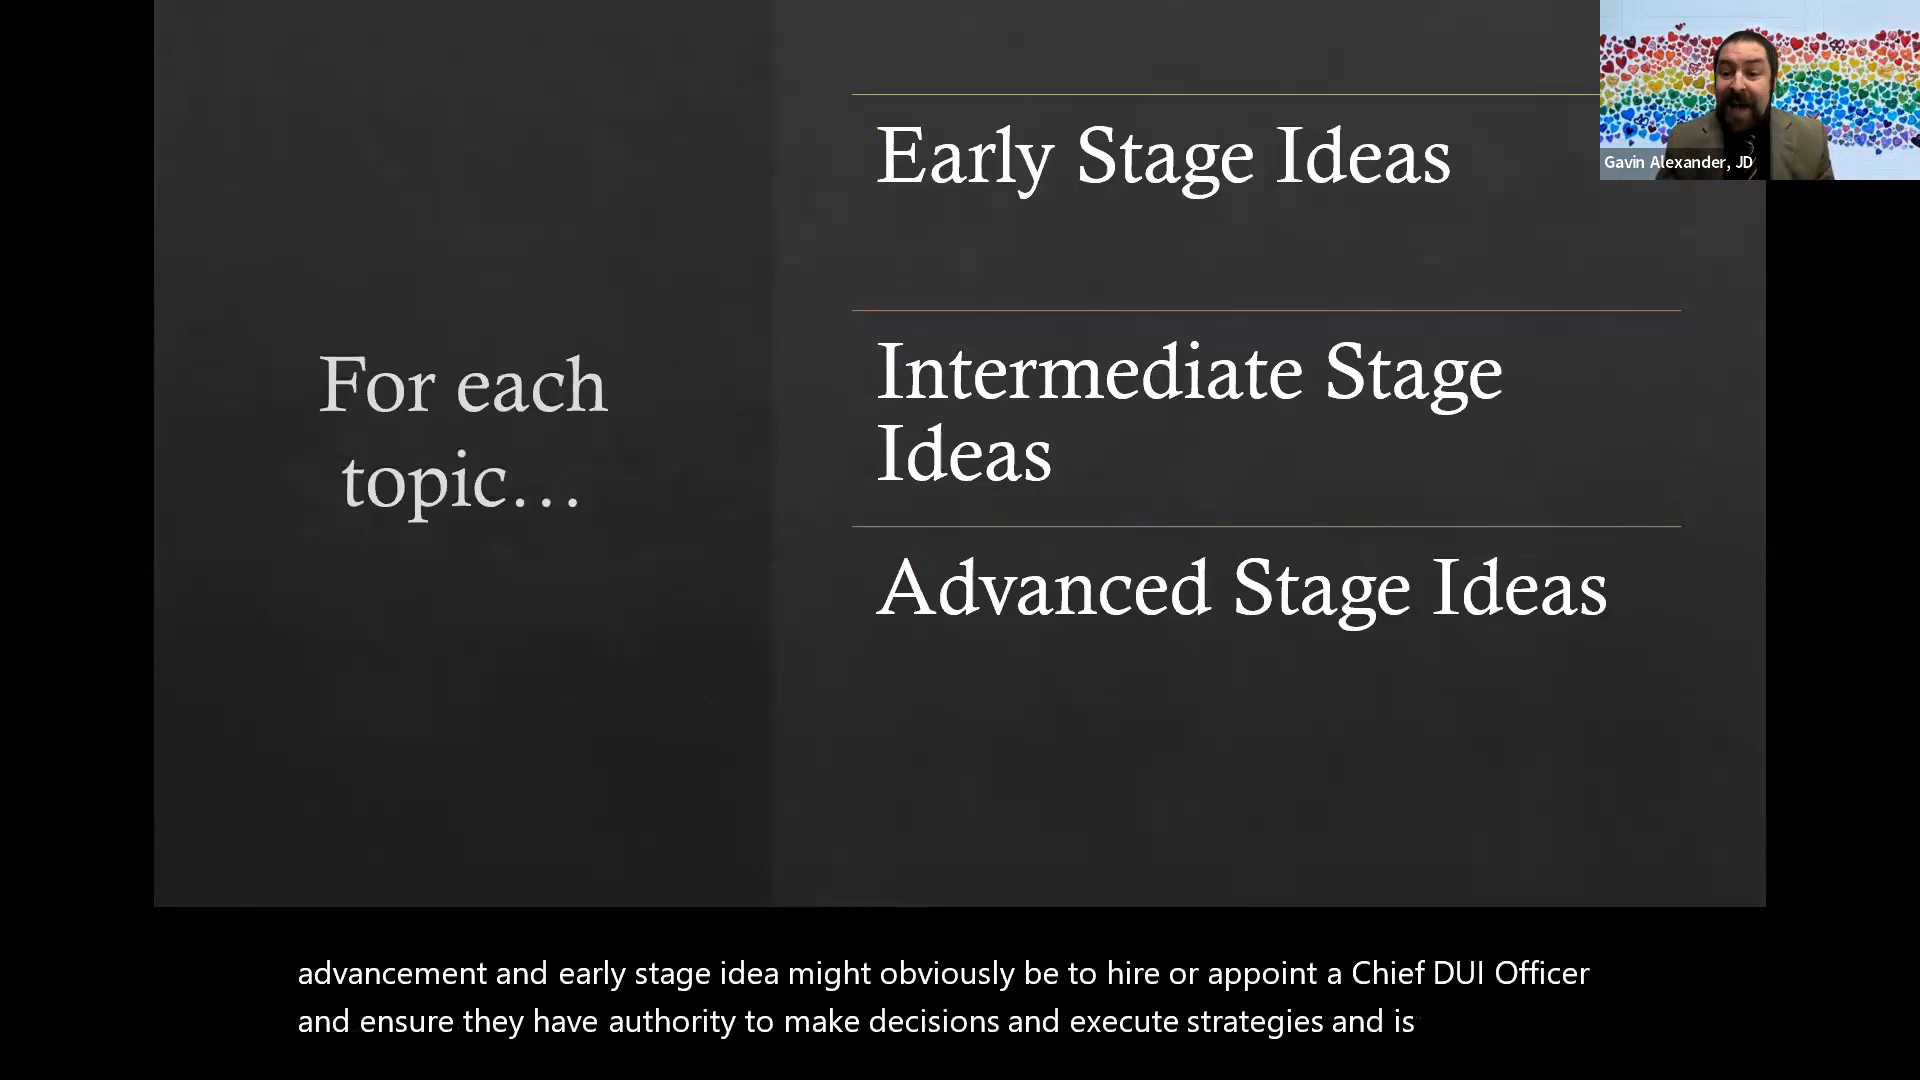 Early Stage Ideas
Gavin Alexander, JD
For each
topic…
Intermediate Stage
Ideas
Advanced Stage Ideas
advancement and early stage idea might obviously be to hire or appoint a Chief DUI Officer
and ensure they have authority to make decisions and execute strategies and is